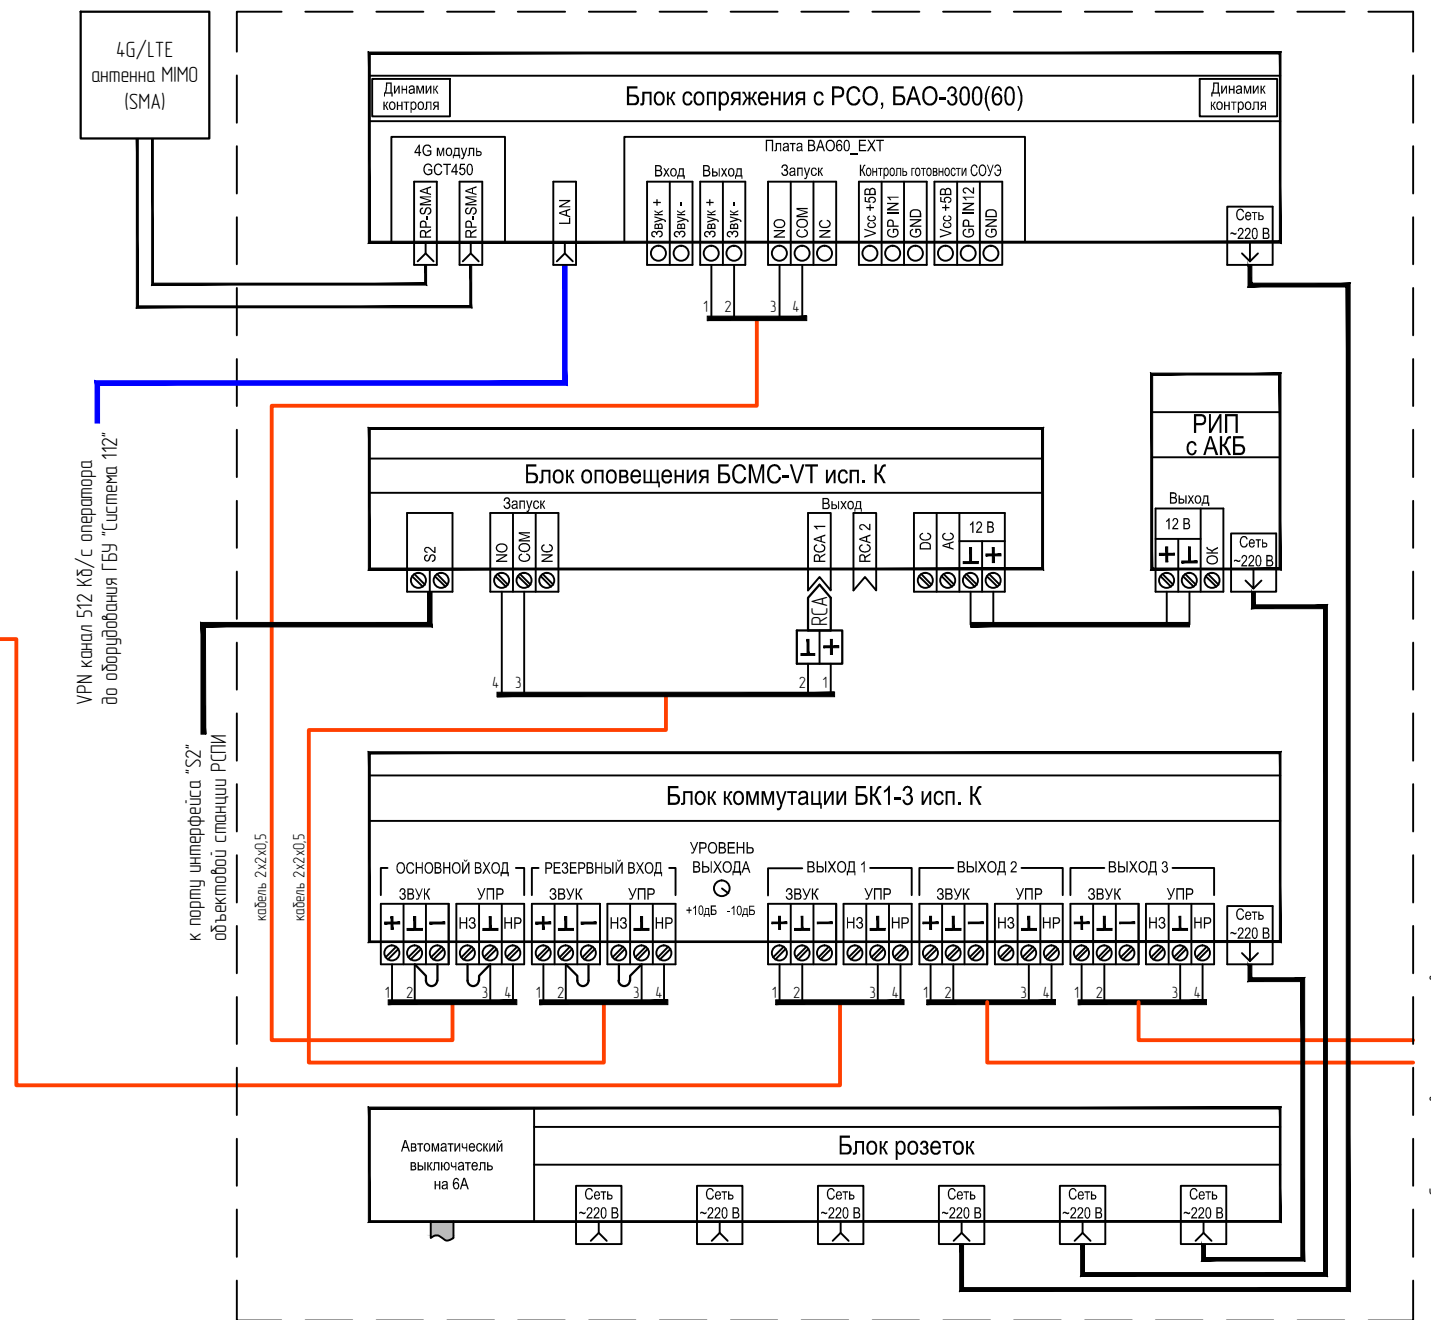 4G/LTE
антенна MIMO
(SMA)
Динамик
контроля
Блок сопряжения с РСО, БАО-300(60)
Динамик
контроля
4G модуль
GCT450
RP-SMA
RP-SMA
LAN
Плата BAO60_EXT
Вход
Выход
Запуск
Контроль готовности СОУЭ
Звук +
Звук -
Звук +
Звук -
NO
COM
NC
Vcc +5В
GP IN1
GND
Vcc +5В
GP IN12
GND
Сеть
~220 В
1 2 3 4
VPN канал 512 Кб/с оператора
до оборудования ГБУ "Система 112"
Блок оповещения БСМС-VT исп. К
Запуск
Выход
S2
NO
COM
NC
RCA 1
RCA 2
DC
AC
12 В
⊥ +
RCA
⊥ +
4 3 2 1
РИП
с АКБ
Выход
12 В
+ ⊥
ОК
Сеть
~220 В
к порту интерфейса "S2"
объектовой станции РСПИ
кабель 2х2х0,5
кабель 2х2х0,5
Блок коммутации БК1-3 исп. К
ОСНОВНОЙ ВХОД
ЗВУК УПР
+ ⊥ − НЗ ⊥ НР
1 2 3 4
РЕЗЕРВНЫЙ ВХОД
ЗВУК УПР
+ ⊥ − НЗ ⊥ НР
1 2 3 4
УРОВЕНЬ
ВЫХОДА
+10дБ -10дБ
ВЫХОД 1
ЗВУК УПР
+ ⊥ − НЗ ⊥ НР
1 2 3 4
ВЫХОД 2
ЗВУК УПР
+ ⊥ − НЗ ⊥ НР
1 2 3 4
ВЫХОД 3
ЗВУК УПР
+ ⊥ − НЗ ⊥ НР
1 2 3 4
Сеть
~220 В
Автоматический
выключатель
на 6А
Блок розеток
Сеть
~220 В
Сеть
~220 В
Сеть
~220 В
Сеть
~220 В
Сеть
~220 В
Сеть
~220 В